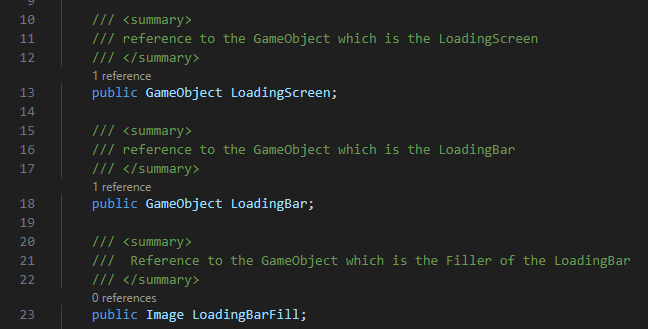 9
10 /// <summary>
11 /// reference to the GameObject which is the LoadingScreen
12 /// </summary>
1 reference
13 public GameObject LoadingScreen;
14
15 /// <summary>
16 /// reference to the GameObject which is the LoadingBar
17 /// </summary>
1 reference
18 public GameObject LoadingBar;
19
20 /// <summary>
21 ///  Reference to the GameObject which is the Filler of the LoadingBar
22 /// </summary>
0 references
23 public Image LoadingBarFill;